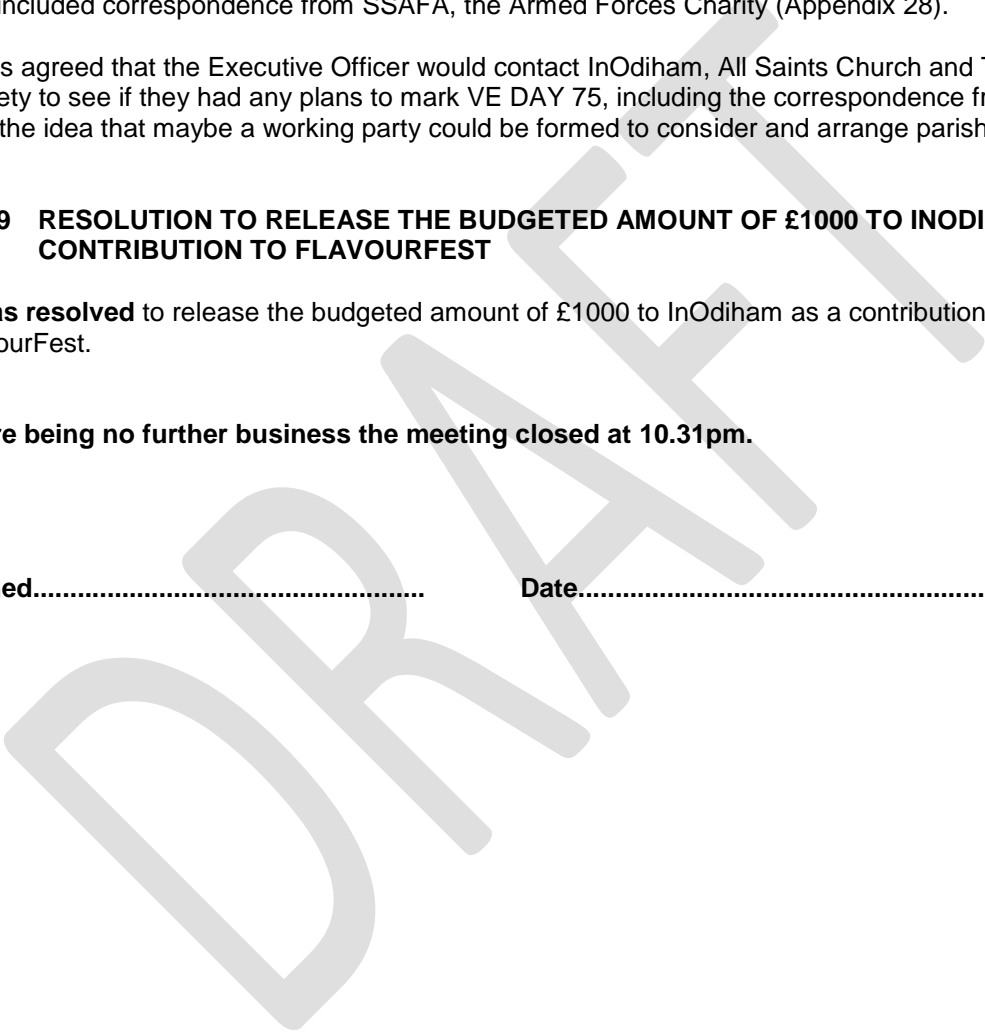 included correspondence from SSAFA, the Armed Forces Charity (Appendix 28).
s agreed that the Executive Officer would contact InOdiham, All Saints Church and
ety to see if they had any plans to mark VE DAY 75, including the correspondence
the idea that maybe a working party could be formed to consider and arrange parish
9 RESOLUTION TO RELEASE THE BUDGETED AMOUNT OF £1000 TO INODI
CONTRIBUTION TO FLAVOURFEST
as resolved to release the budgeted amount of £1000 to InOdiham as a contribution
ourFest.
re being no further business the meeting closed at 10.31pm.
ned..................................................... Date.......................................................
DRAFT